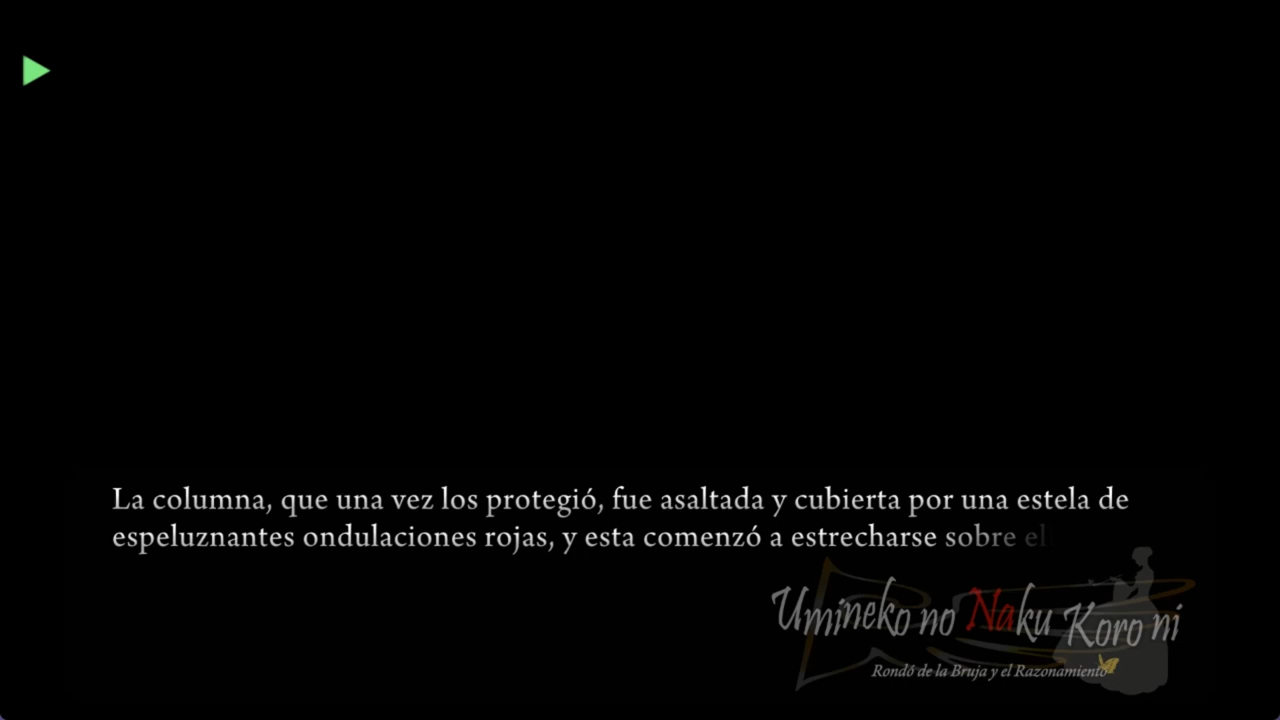 La columna, que una vez los protegió, fue asaltada y cubierta por una estela de
espeluznantes ondulaciones rojas, y esta comenzó a estrecharse sobre
Umineko no Naku Koro ni
Rondó de la Bruja y el Razonamiento